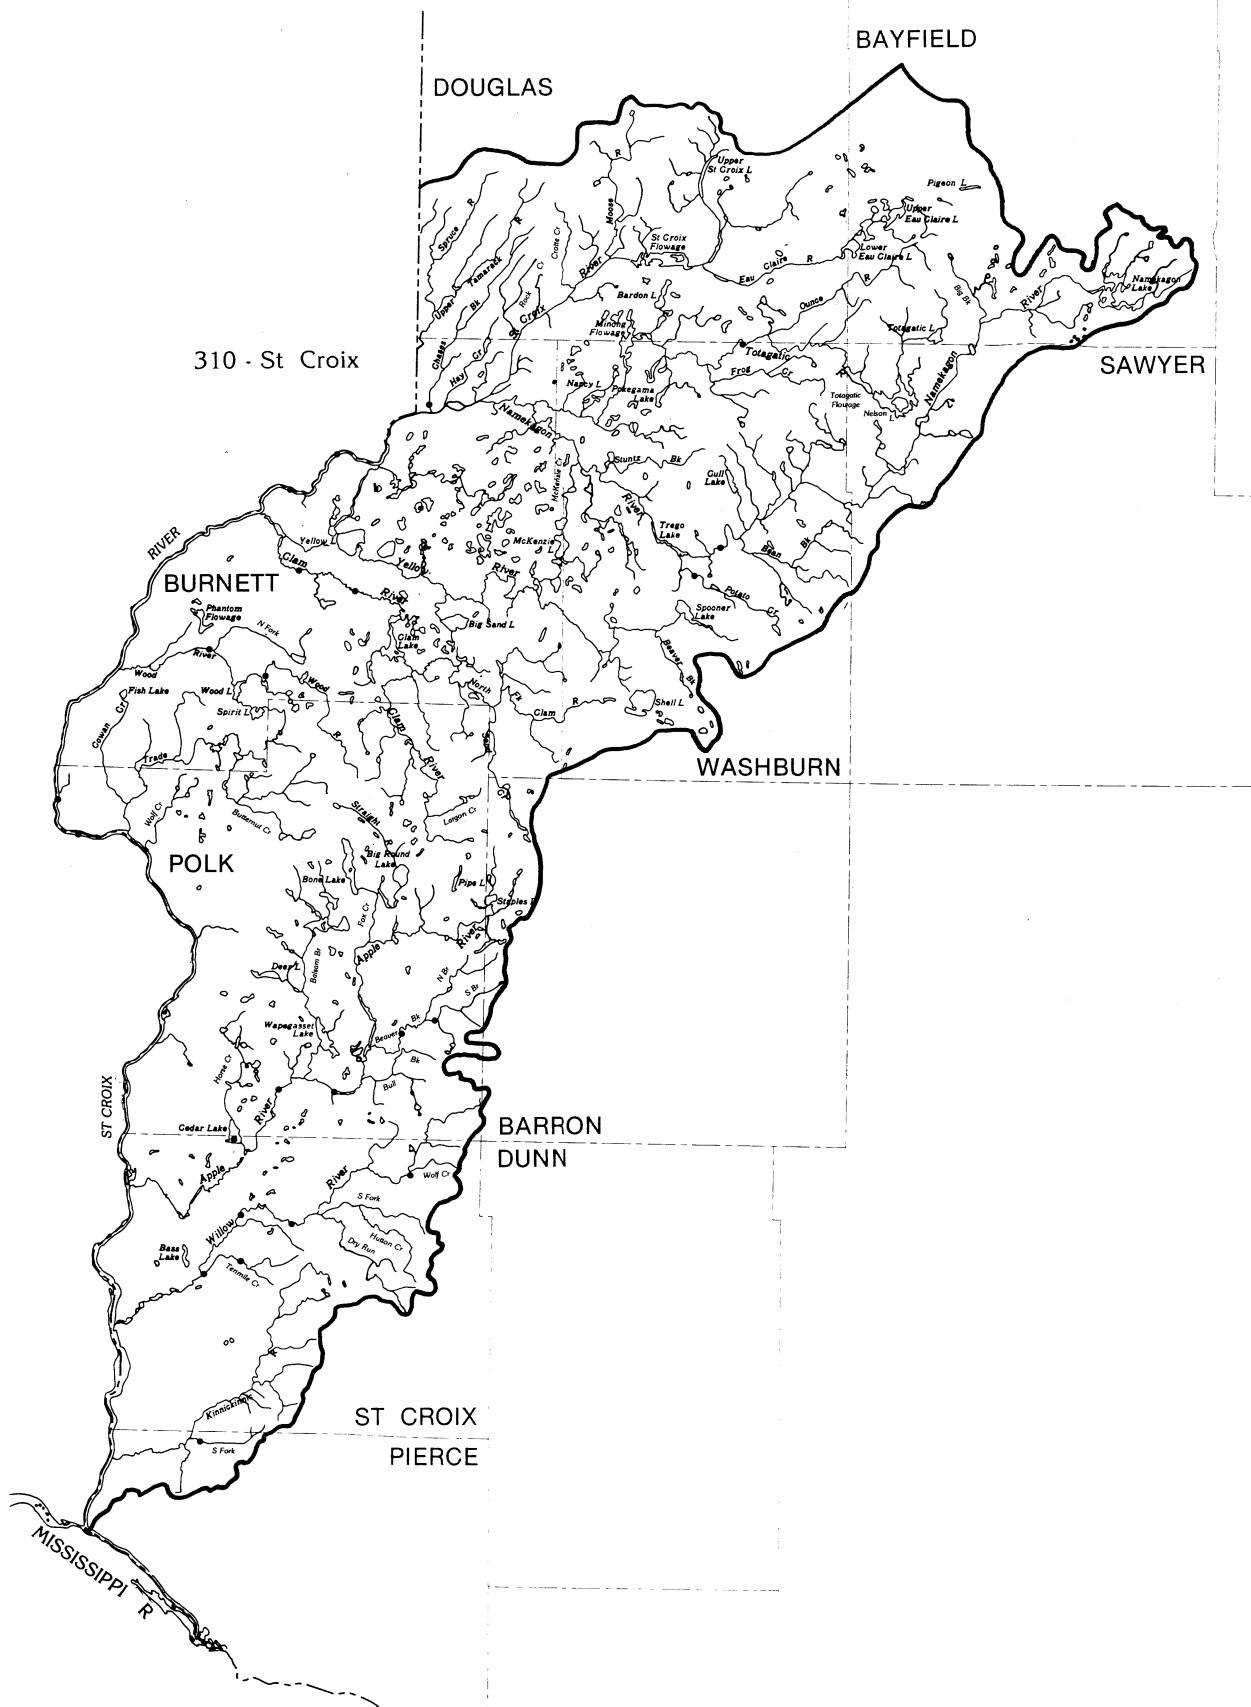 BAYFIELD
DOUGLAS
Upper
St Croix L
Pigeon L
Upper
Eau Claire L
Spruce R
Upper Tamarack R
Moose R
Crotte Cr
St Croix
Flowage
Lower
Eau Claire L
Eau Claire R
Rock Cr
St Croix River
Chases Bk
Hay Cr
Bardon L
Ounce R
Big Bk
River
Namekagon
Lake
Minong
Flowage
Totagatic L
310 - St Croix
Totagatic R
SAWYER
Frog Cr
Nancy L
Pokegama
Lake
Totagatic
Flowage
Nelson
L
Namekagon
Namekagon
Stuntz Bk
McKenzie Cr
Gull
Lake
River
Trego
Lake
RIVER
Yellow L
McKenzie
L
Bean Bk
Clam
Yellow
River
BURNETT
River
Potato Cr
Phantom
Flowage
Spooner
Lake
N Fork
Clam
Lake
Big Sand L
River
Beaver Bk
Wood
Wood
Fish Lake
Wood L
North Fk
Clam R
Shell L
Spirit L
R
Cowan Cr
Clam
River
Sand
Cr
Trade
WASHBURN
Wolf Cr
Butternut Cr
Straight
R
Largon Cr
POLK
Big Round
Lake
Bone Lake
Pipe L
Staples L
Fox Cr
Apple
River
Deer L
Balsam Br
N Br
S Br
Wapogasset
Lake
Beaver Bk
Bk
Bull
Hone Cr
ST CROIX
River
Cedar Lake
BARRON
DUNN
Apple
River
Wolf Cr
S Fork
Willow
Hutton Cr
Dry Run
Bass
Lake
Tenmile Cr
R
Kinnickinnic
ST CROIX
S Fork
PIERCE
MISSISSIPPI
R